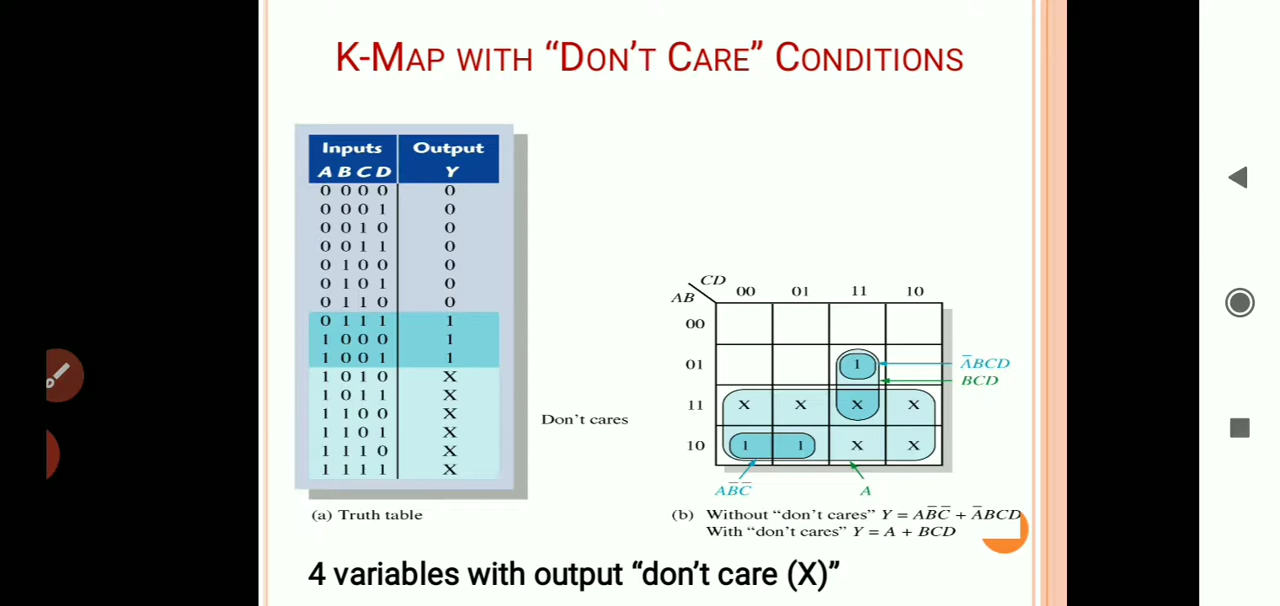 K-MAP WITH “DON’T CARE” CONDITIONS
Inputs Output
A B C D Y
0 0 0 0 0
0 0 0 1 0
0 0 1 0 0
0 0 1 1 0
0 1 0 0 0
0 1 0 1 0
0 1 1 0 0
0 1 1 1 1
1 0 0 0 1
1 0 0 1 1
1 0 1 0 X
1 0 1 1 X
1 1 0 0 X
1 1 0 1 X
1 1 1 0 X
1 1 1 1 X
Don’t cares
(a) Truth table
CD
AB 00 01 11 10
00
01 1 A̅BCD
BCD
11 X X X X
10 1 1 X X
AB̅C̅ A
(b) Without “don’t cares” Y = AB̅C̅ + A̅BCD
With “don’t cares” Y = A + BCD
4 variables with output “don’t care (X)”